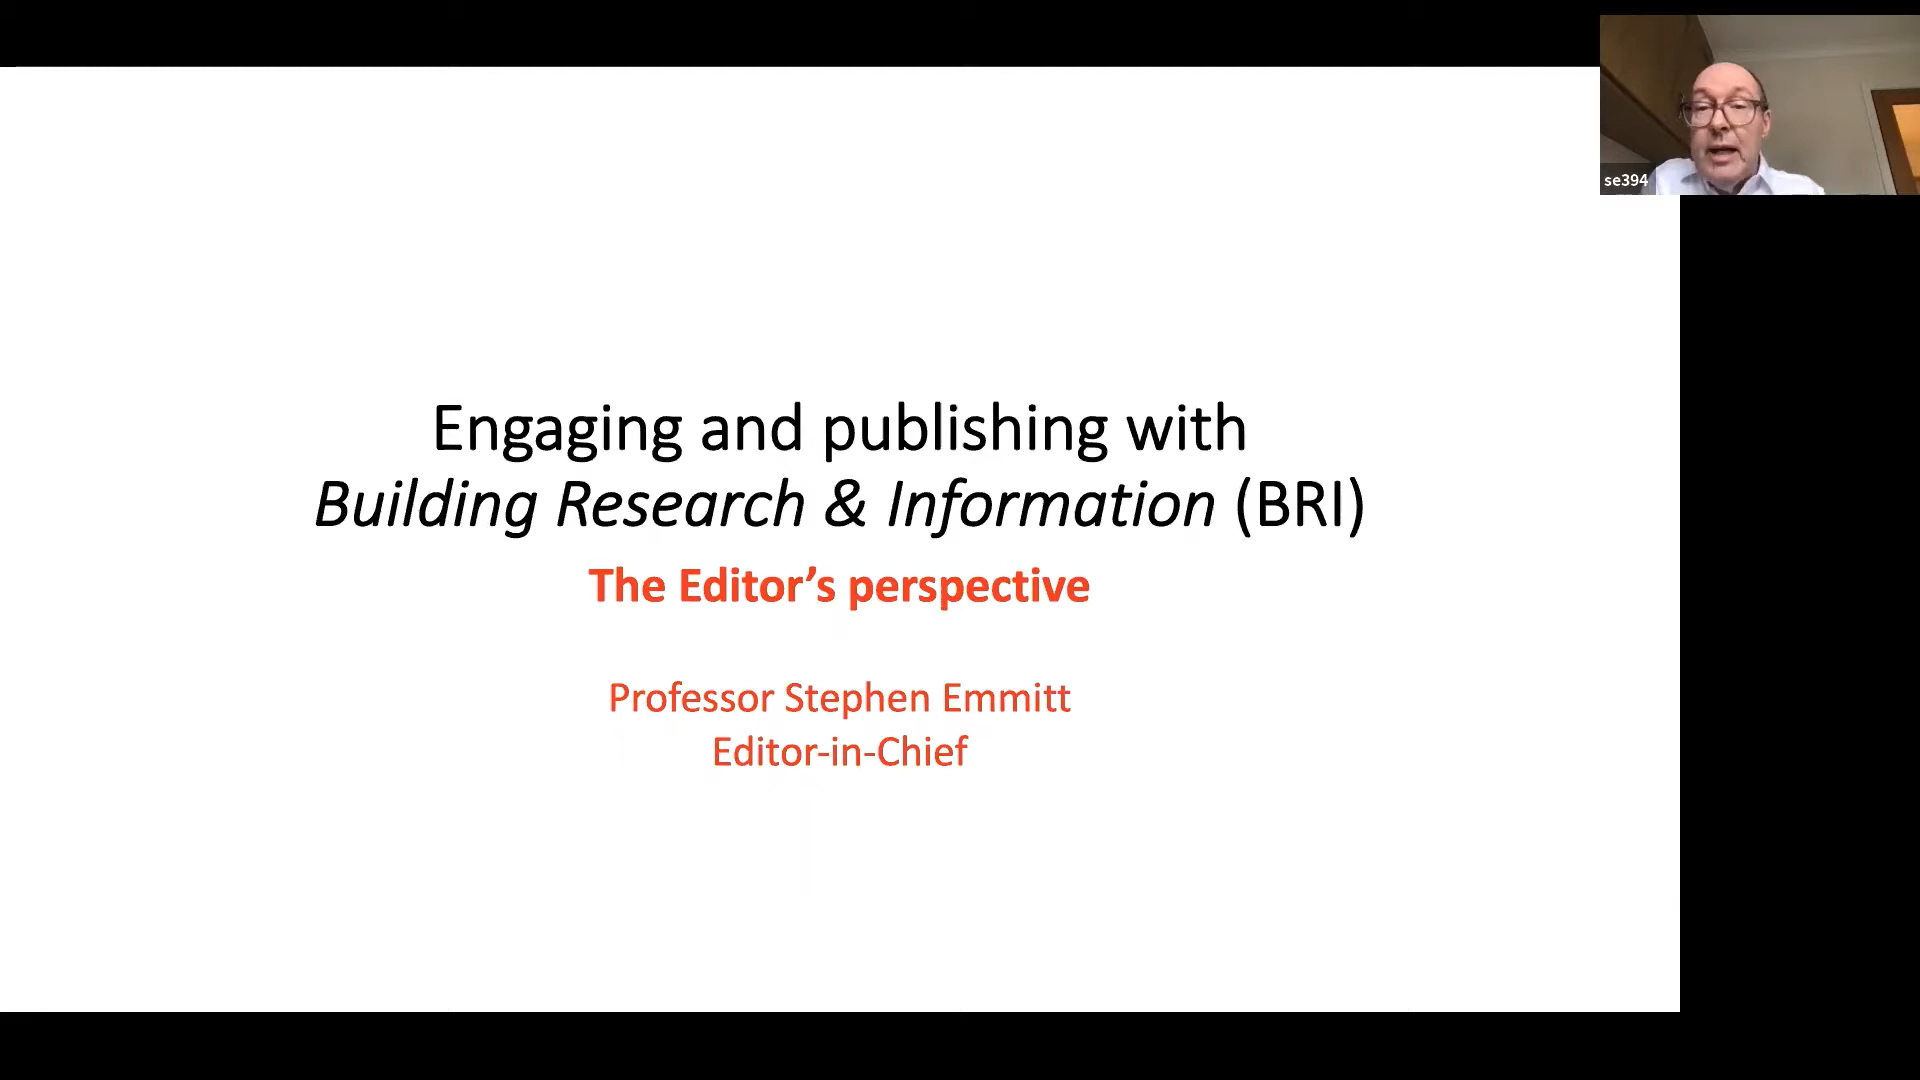 Engaging and publishing with
Building Research & Information (BRI)
The Editor’s perspective
Professor Stephen Emmitt
Editor-in-Chief
se394